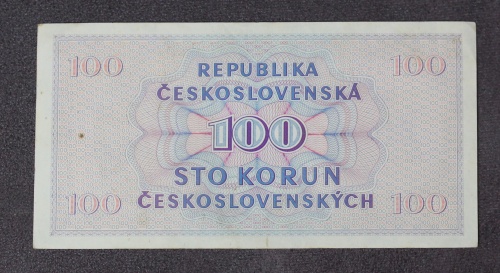 100 100
REPUBLIKA
ČESKOSLOVENSKÁ
100
STO KORUN
ČESKOSLOVENSKÝCH
100 100